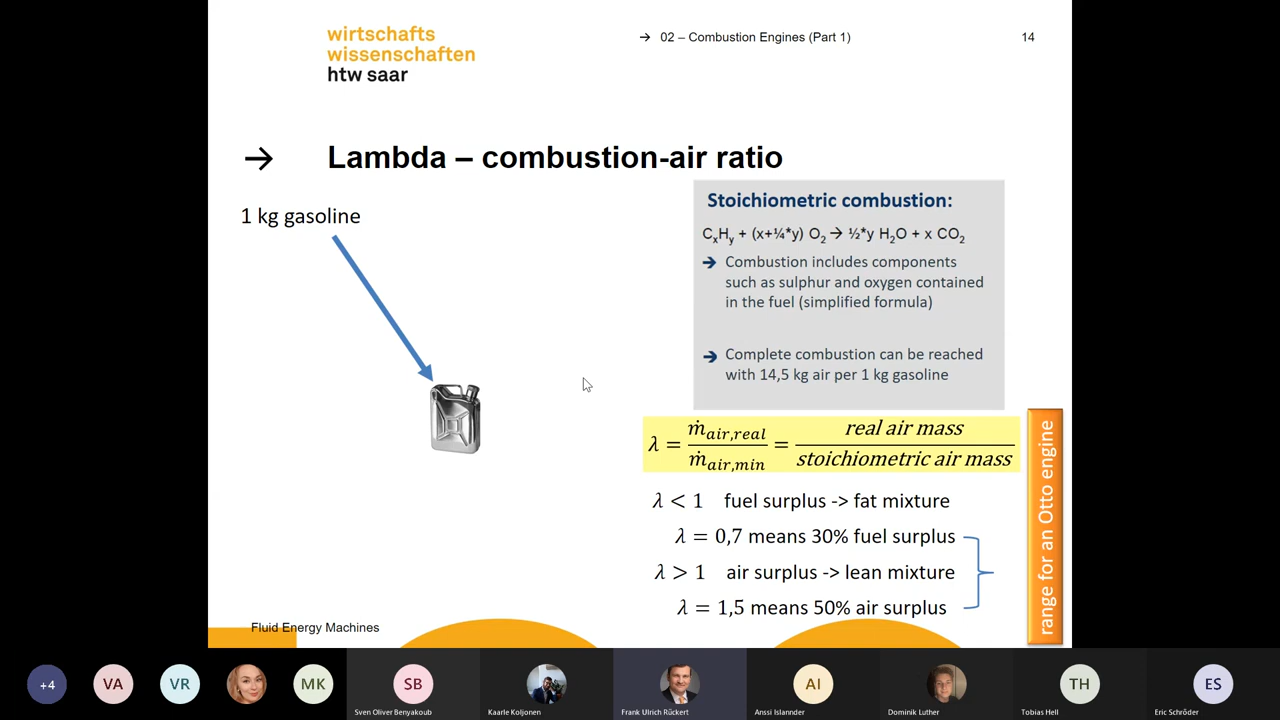 wirtschafts
wissenschaften
htw saar
→ 02 – Combustion Engines (Part 1)
14
→ Lambda – combustion-air ratio
1 kg gasoline
Stoichiometric combustion:
CxHy + (x+¼*y) O2 → ½*y H2O + x CO2
→ Combustion includes components
such as sulphur and oxygen contained
in the fuel (simplified formula)
→ Complete combustion can be reached
with 14,5 kg air per 1 kg gasoline
λ = ṁair,real / ṁair,min = real air mass / stoichiometric air mass
λ < 1 fuel surplus -> fat mixture
λ = 0,7 means 30% fuel surplus
λ > 1 air surplus -> lean mixture
λ = 1,5 means 50% air surplus
range for an Otto engine
Fluid Energy Machines
+4
VA
VR
MK
SB
Sven Oliver Benyakoub
Kaarle Koljonen
Frank Ulrich Rückert
AI
Anssi Islannder
Dominik Luther
TH
Tobias Hell
ES
Eric Schröder